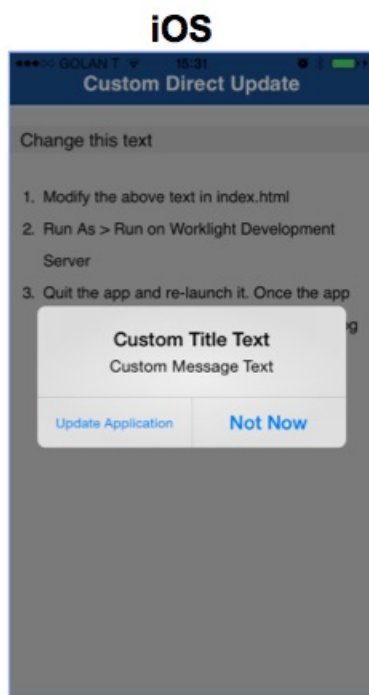 iOS
GOLAN T 15:31
Custom Direct Update
Change this text
1. Modify the above text in index.html
2. Run As > Run on Worklight Development
Server
3. Quit the app and re-launch it. Once the app
Custom Title Text
Custom Message Text
Update Application Not Now